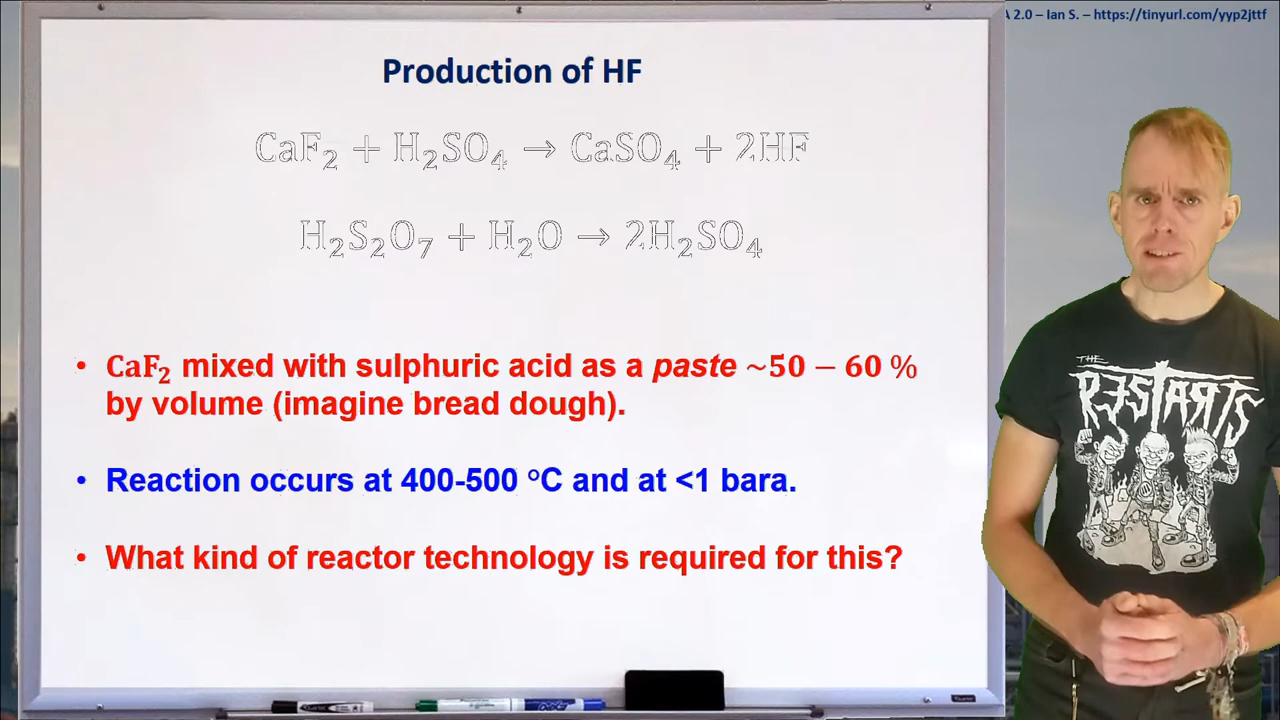 A 2.0 – Ian S. – https://tinyurl.com/yyp2jttf
Production of HF
CaF₂ + H₂SO₄ → CaSO₄ + 2HF
H₂S₂O₇ + H₂O → 2H₂SO₄
• CaF₂ mixed with sulphuric acid as a paste ~50 – 60 %
by volume (imagine bread dough).
• Reaction occurs at 400-500 ᵒC and at <1 bara.
• What kind of reactor technology is required for this?
THE
RESTARTS